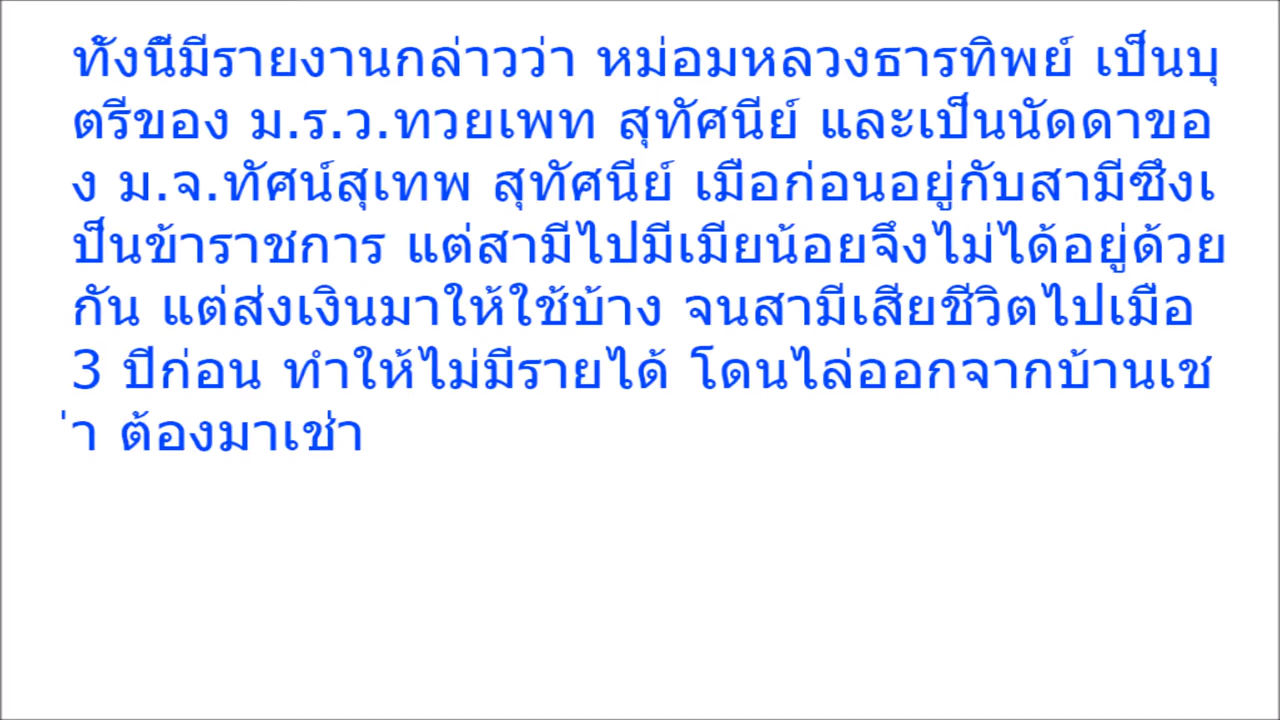 ทั้งนี้มีรายงานกล่าวว่า หม่อมหลวงธารทิพย์ เป็นบุ
ตรีของ ม.ร.ว.ทวยเพท สุทัศนีย์ และเป็นนัดดาขอ
ง ม.จ.ทัศน์สุเทพ สุทัศนีย์ เมื่อก่อนอยู่กับสามีซึ่งเ
ป็นข้าราชการ แต่สามีไปมีเมียน้อยจึงไม่ได้อยู่ด้วย
กัน แต่ส่งเงินมาให้ใช้บ้าง จนสามีเสียชีวิตไปเมื่อ
3 ปีก่อน ทำให้ไม่มีรายได้ โดนไล่ออกจากบ้านเช
่า ต้องมาเช่า